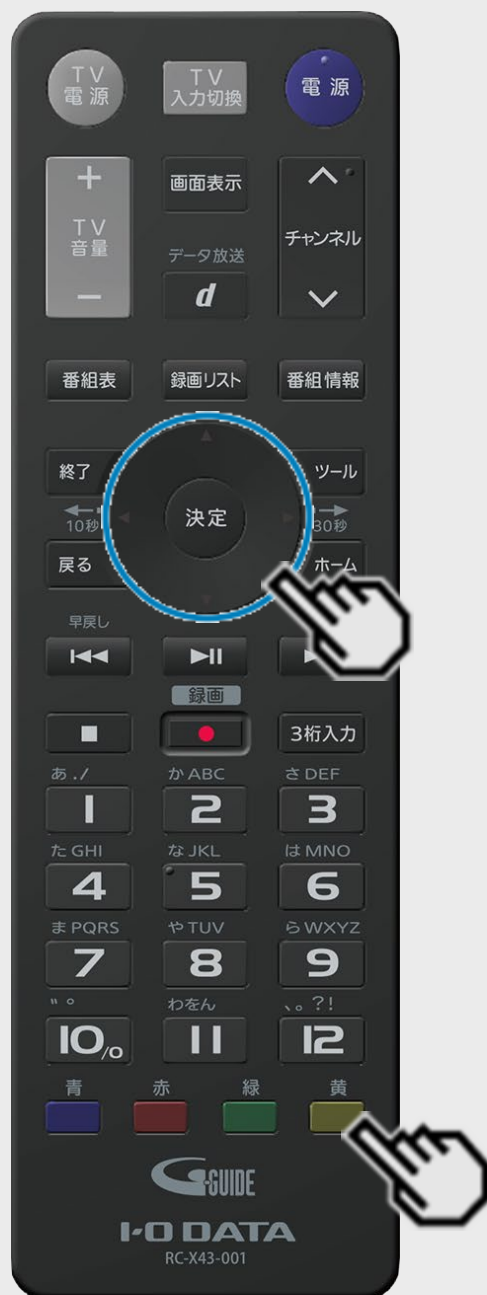 TV
電源
TV
入力切換
電源
+
TV
音量
−
画面表示
データ放送
d
チャンネル
番組表
録画リスト
番組情報
終了
ツール
10秒
決定
30秒
戻る
ホーム
早戻し
録画
3桁入力
あ./
かABC
さDEF
1
2
3
たGHI
なJKL
はMNO
4
5
6
まPQRS
やTUV
らWXYZ
7
8
9
゛゜
わをん
、。?!
10/0
11
12
青
赤
緑
黄
G-GUIDE
I-O DATA
RC-X43-001